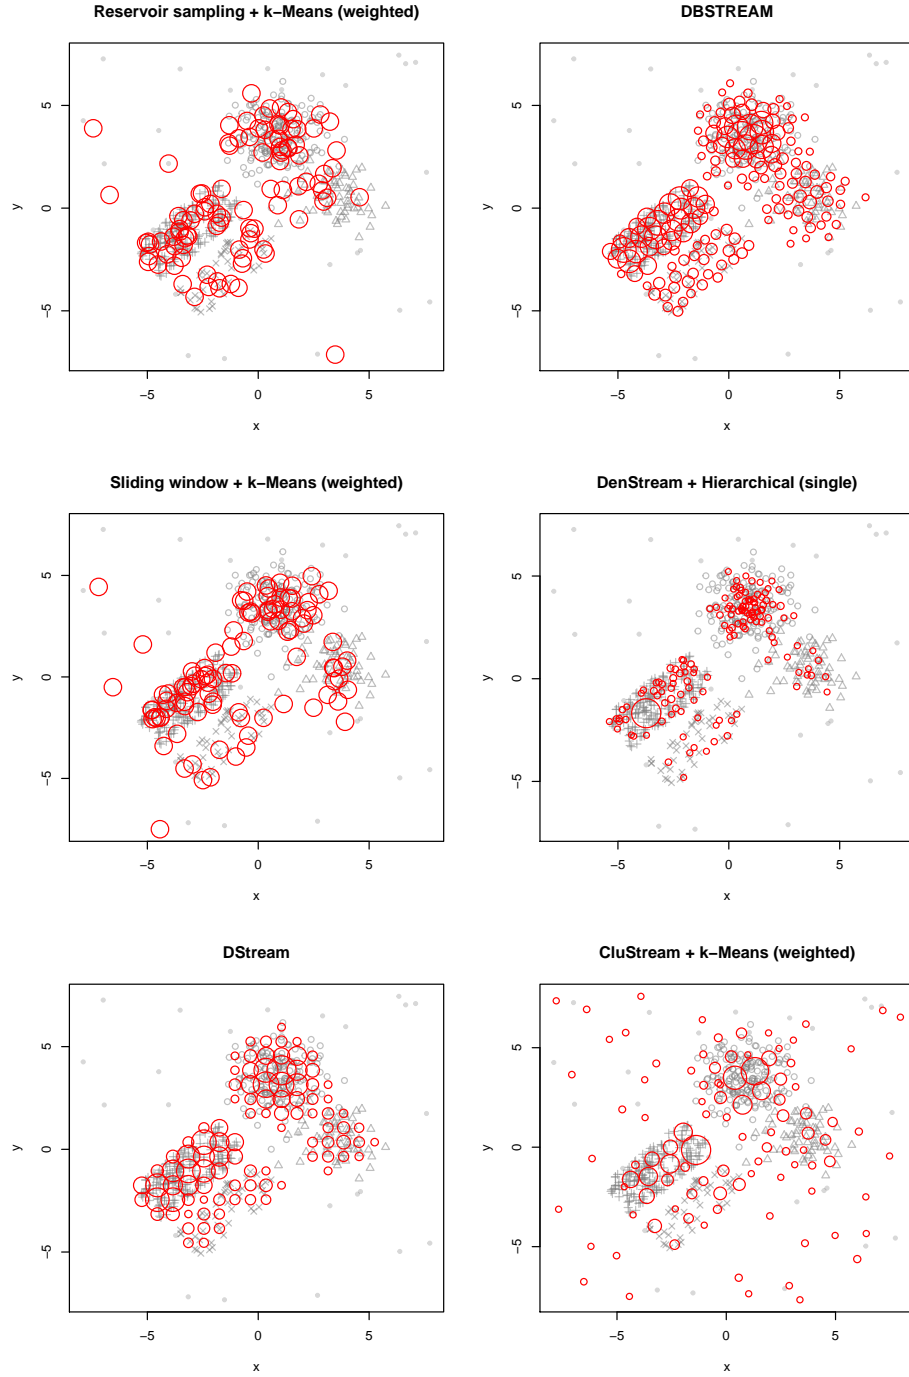 Reservoir sampling + k−Means (weighted)
5
0
−5
y
−5 0 5
x
DBSTREAM
5
0
−5
y
−5 0 5
x
Sliding window + k−Means (weighted)
5
0
−5
y
−5 0 5
x
DenStream + Hierarchical (single)
5
0
−5
y
−5 0 5
x
DStream
5
0
−5
y
−5 0 5
x
CluStream + k−Means (weighted)
5
0
−5
y
−5 0 5
x